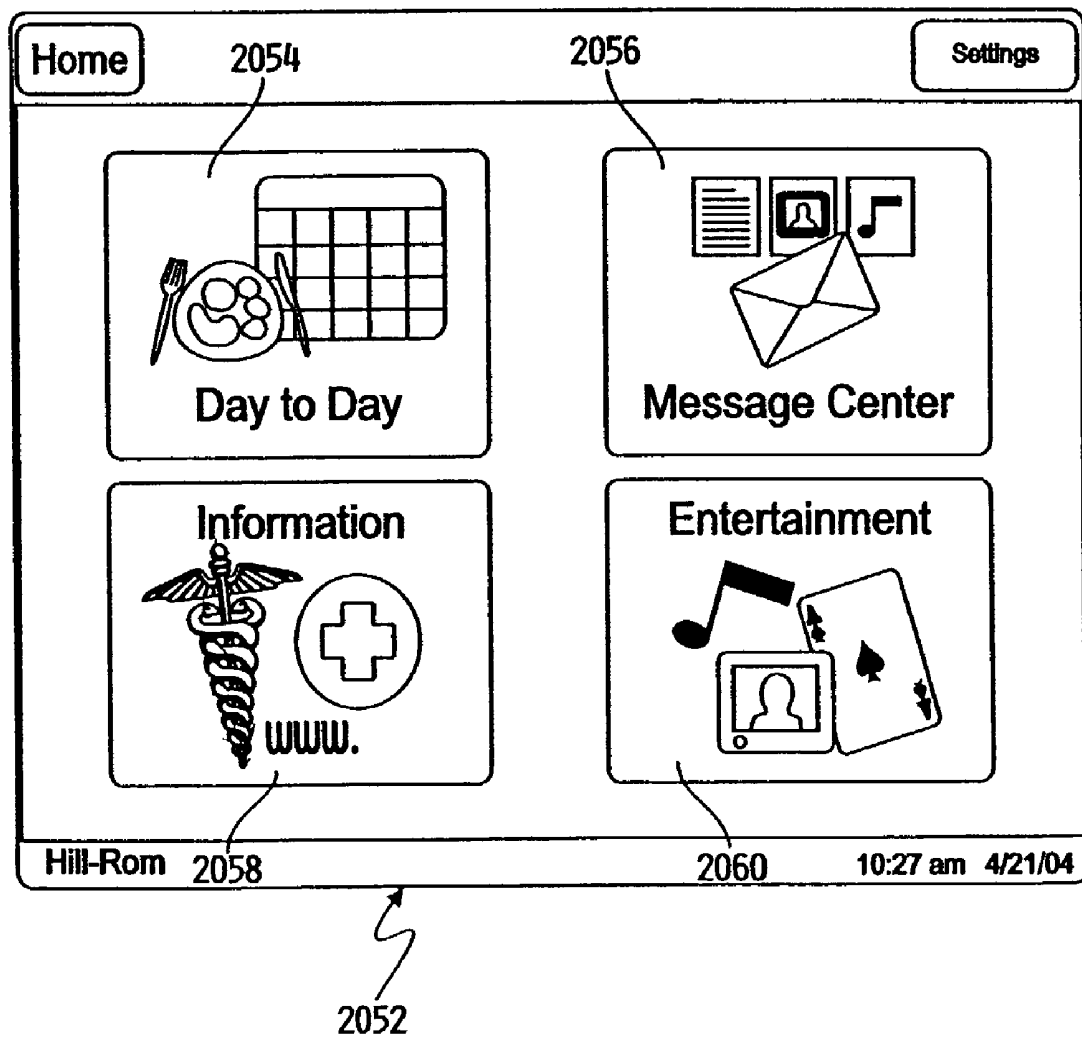 Home
2054
2056
Settings
Day to Day
Message Center
Information
www.
Entertainment
Hill-Rom
2058
2060
10:27 am 4/21/04
2052